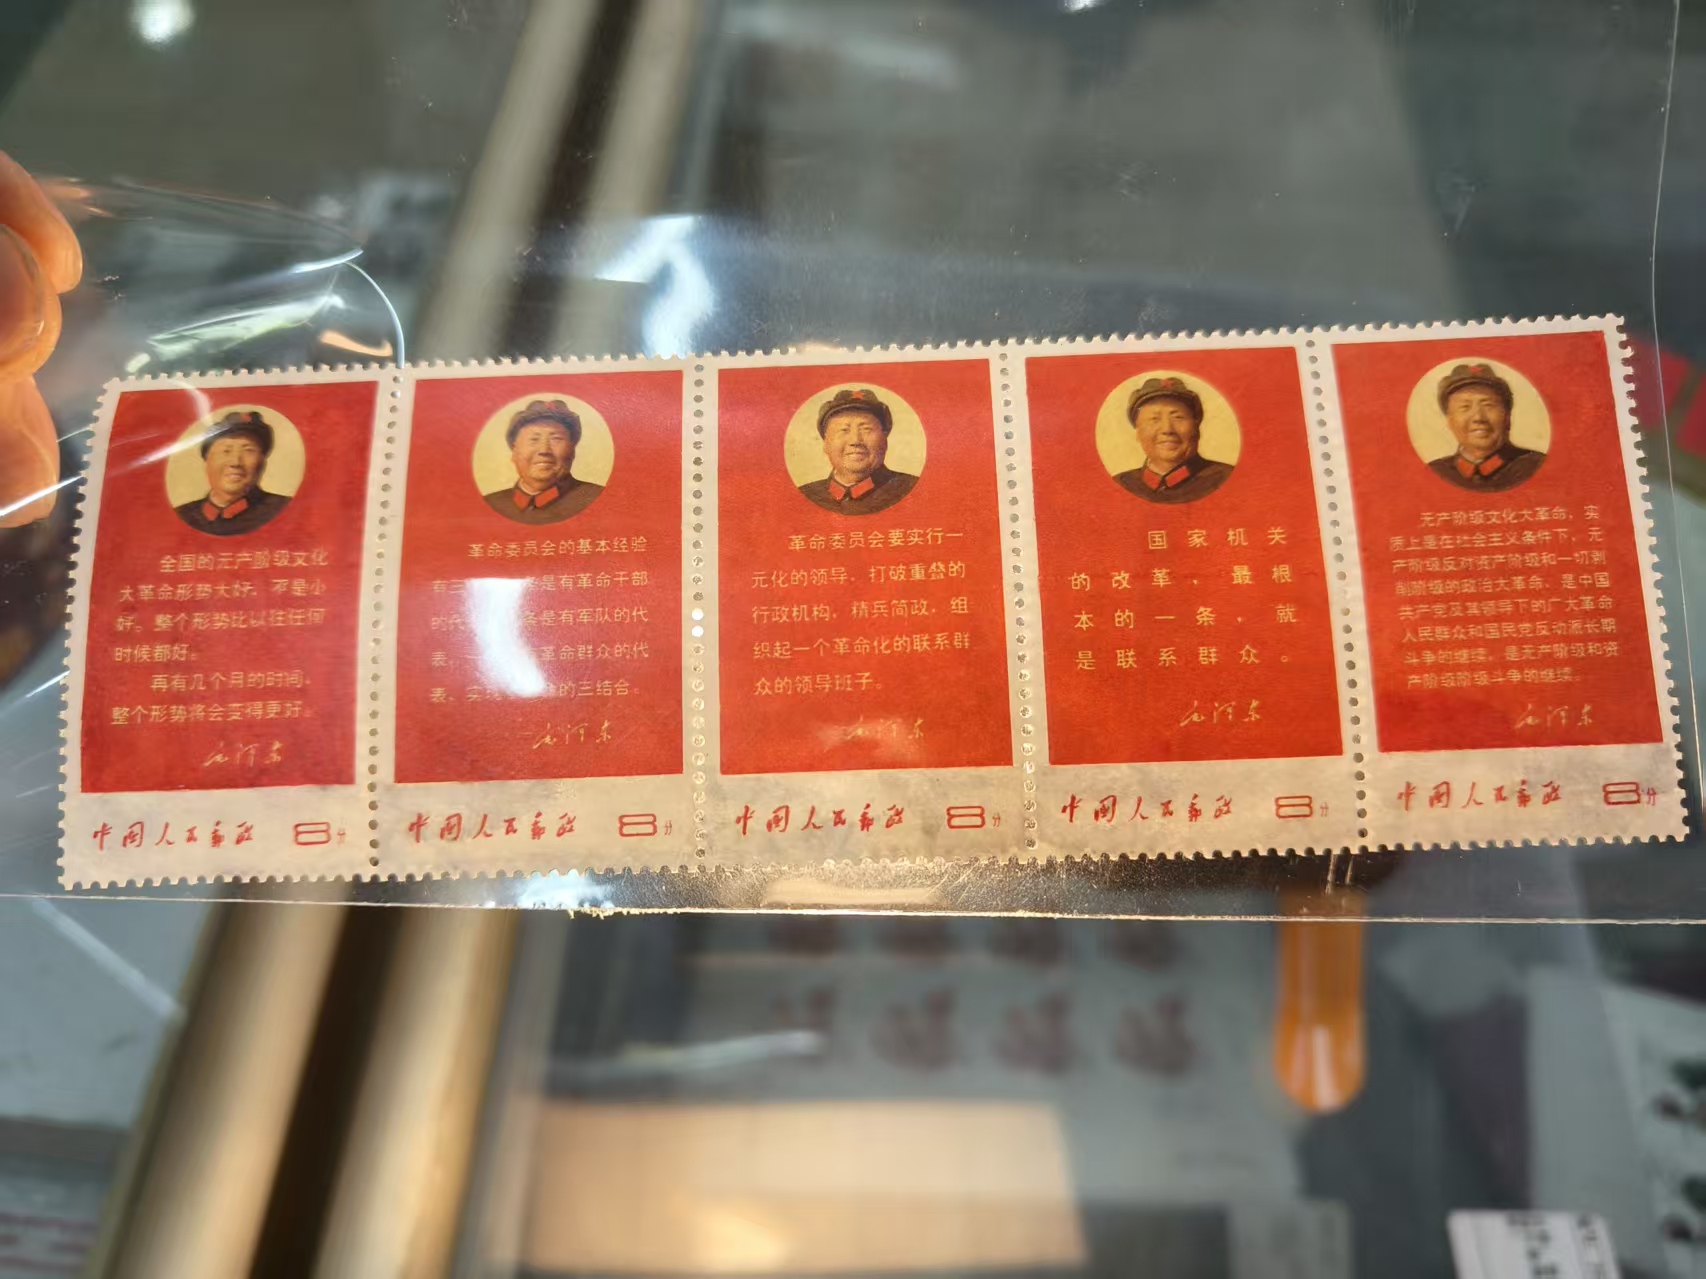 全国的无产阶级文化
大革命形势大好，不是小
好。整个形势比以往任何
时候都好。
再有几个月的时间，
整个形势将会变得更好。
毛泽东
中国人民邮政 8分
革命委员会的基本经验
有三
条是有革命干部
的代
条是有军队的代
表，
革命群众的代
表，实
的三结合。
毛泽东
中国人民邮政 8分
革命委员会要实行一
元化的领导，打破重叠的
行政机构，精兵简政，组
织起一个革命化的联系群
众的领导班子。
毛泽东
中国人民邮政 8分
国家机关
的改革，最根
本的一条，就
是联系群众。
毛泽东
中国人民邮政 8分
无产阶级文化大革命，实
质上是在社会主义条件下，无
产阶级反对资产阶级和一切剥
削阶级的政治大革命，是中国
共产党及其领导下的广大革命
人民群众和国民党反动派长期
斗争的继续，是无产阶级和资
产阶级阶级斗争的继续。
毛泽东
中国人民邮政 8分